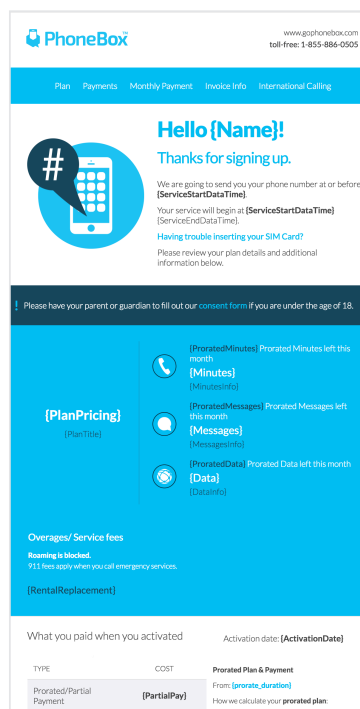 PhoneBox™
www.gophonebox.com
toll-free: 1-855-886-0505
Plan Payments Monthly Payment Invoice Info International Calling
#
Hello {Name}!
Thanks for signing up.
We are going to send you your phone number at or before
{ServiceStartDataTime}.
Your service will begin at {ServiceStartDataTime}
{ServiceEndDataTime}.
Having trouble inserting your SIM Card?
Please review your plan details and additional
information below.
! Please have your parent or guardian to fill out our consent form if you are under the age of 18.
{PlanPricing}
{PlanTitle}
{ProratedMinutes} Prorated Minutes left this
month
{Minutes}
{MinutesInfo}
{ProratedMessages} Prorated Messages left
this month
{Messages}
{MessagesInfo}
{ProratedData} Prorated Data left this month
{Data}
{DataInfo}
Overages/ Service fees
Roaming is blocked.
911 fees apply when you call emergency services.
{RentalReplacement}
What you paid when you activated
Activation date: {ActivationDate}
TYPE COST
Prorated/Partial
Payment
{PartialPay}
Prorated Plan & Payment
From: {prorate_duration}
How we calculate your prorated plan: